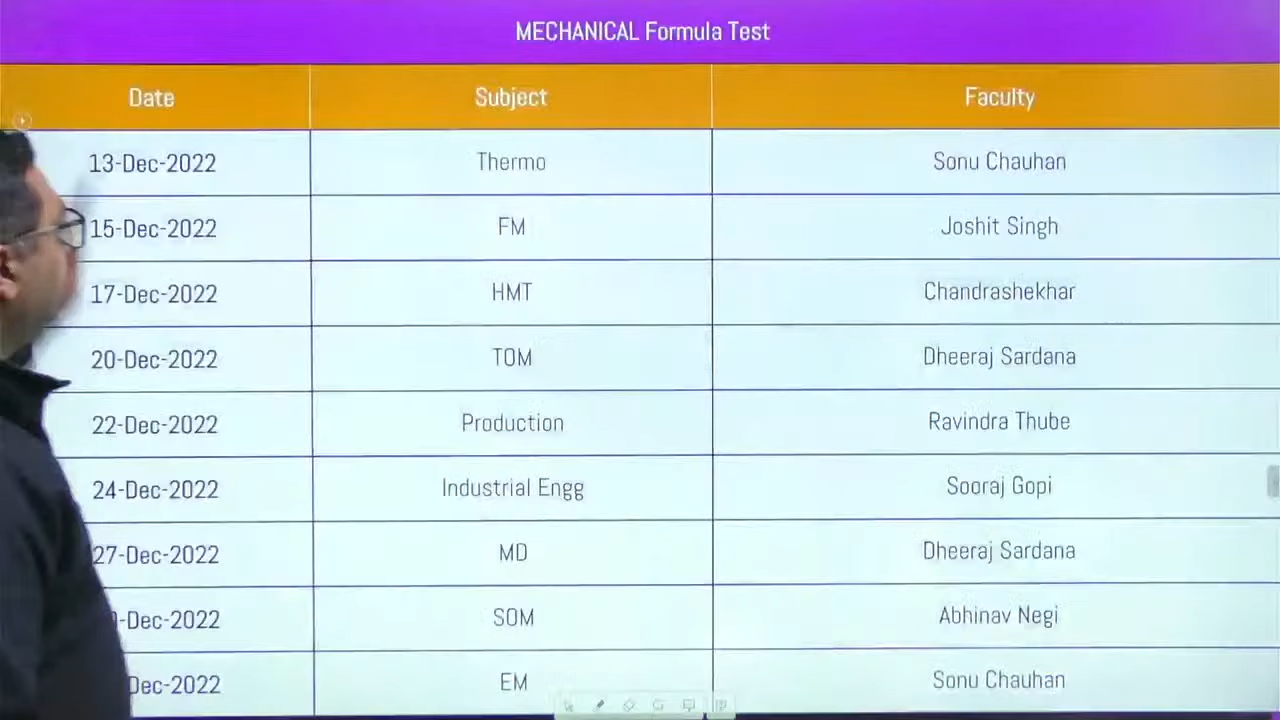 MECHANICAL Formula Test
Date Subject Faculty
13-Dec-2022 Thermo Sonu Chauhan
15-Dec-2022 FM Joshit Singh
17-Dec-2022 HMT Chandrashekhar
20-Dec-2022 TOM Dheeraj Sardana
22-Dec-2022 Production Ravindra Thube
24-Dec-2022 Industrial Engg Sooraj Gopi
27-Dec-2022 MD Dheeraj Sardana
-Dec-2022 SOM Abhinav Negi
Dec-2022 EM Sonu Chauhan